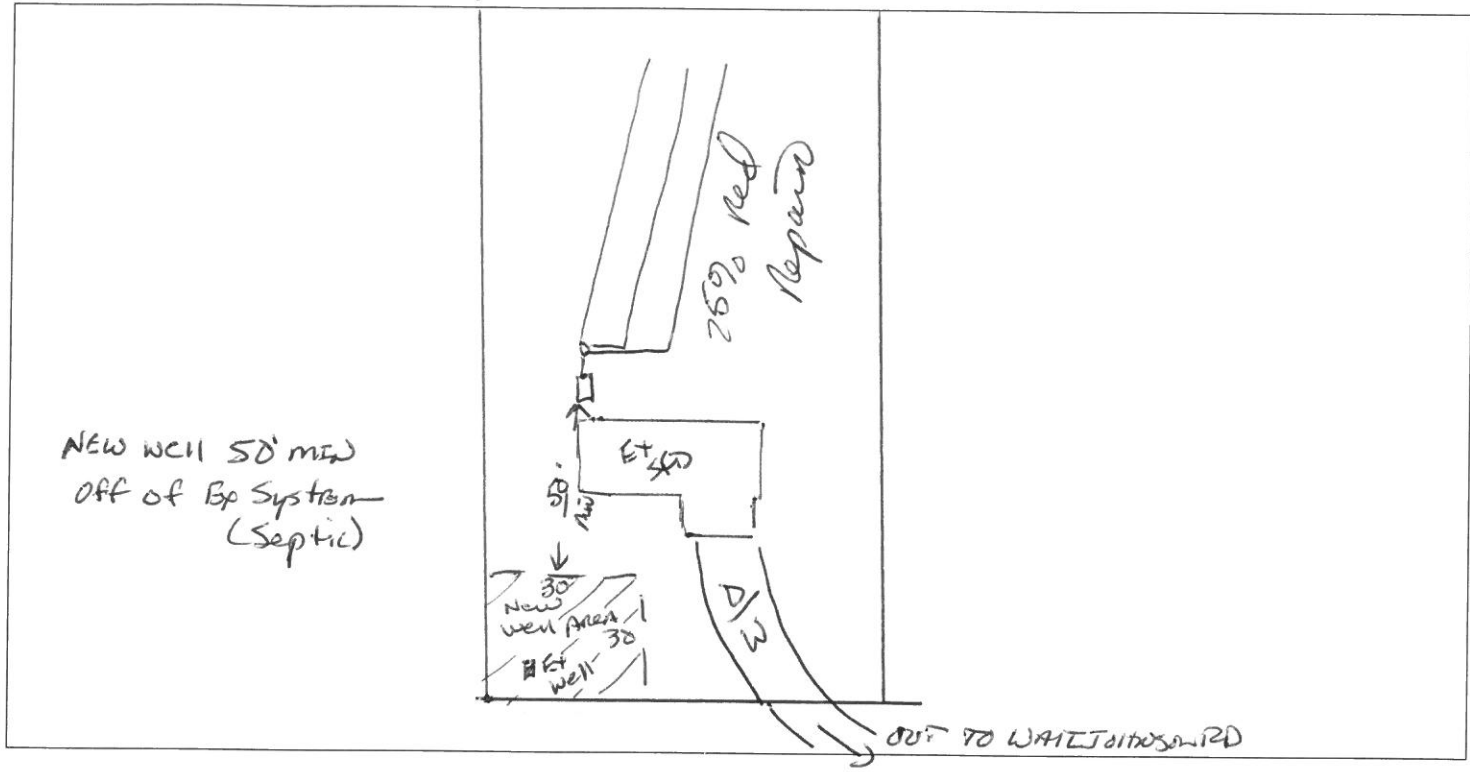 25% Red
Repair
NEW WELL 50' MIN
Off of Ex System
(Septic)
50'
Min
30
New
Well Area
30
Ex
Well
D/W
OUT TO
RD